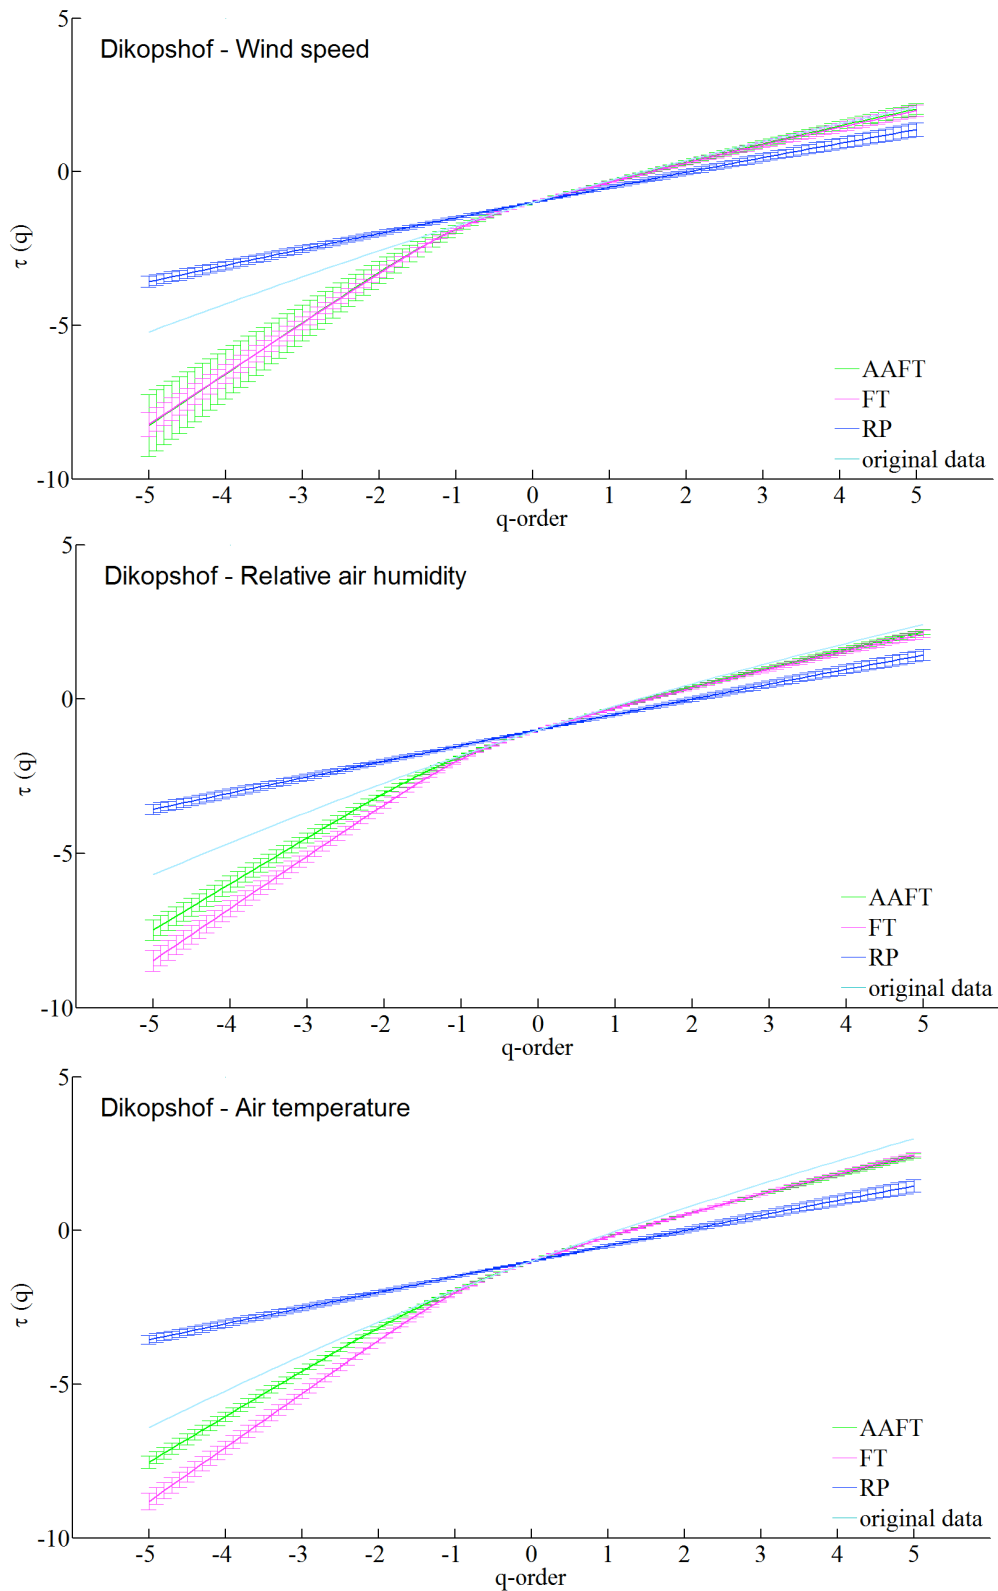 5
Dikopshof - Wind speed
0
τ (q)
-5
AAFT
FT
RP
original data
-10
-5 -4 -3 -2 -1 0 1 2 3 4 5
q-order
5
Dikopshof - Relative air humidity
0
τ (q)
-5
AAFT
FT
RP
original data
-10
-5 -4 -3 -2 -1 0 1 2 3 4 5
q-order
5
Dikopshof - Air temperature
0
τ (q)
-5
AAFT
FT
RP
original data
-10
-5 -4 -3 -2 -1 0 1 2 3 4 5
q-order